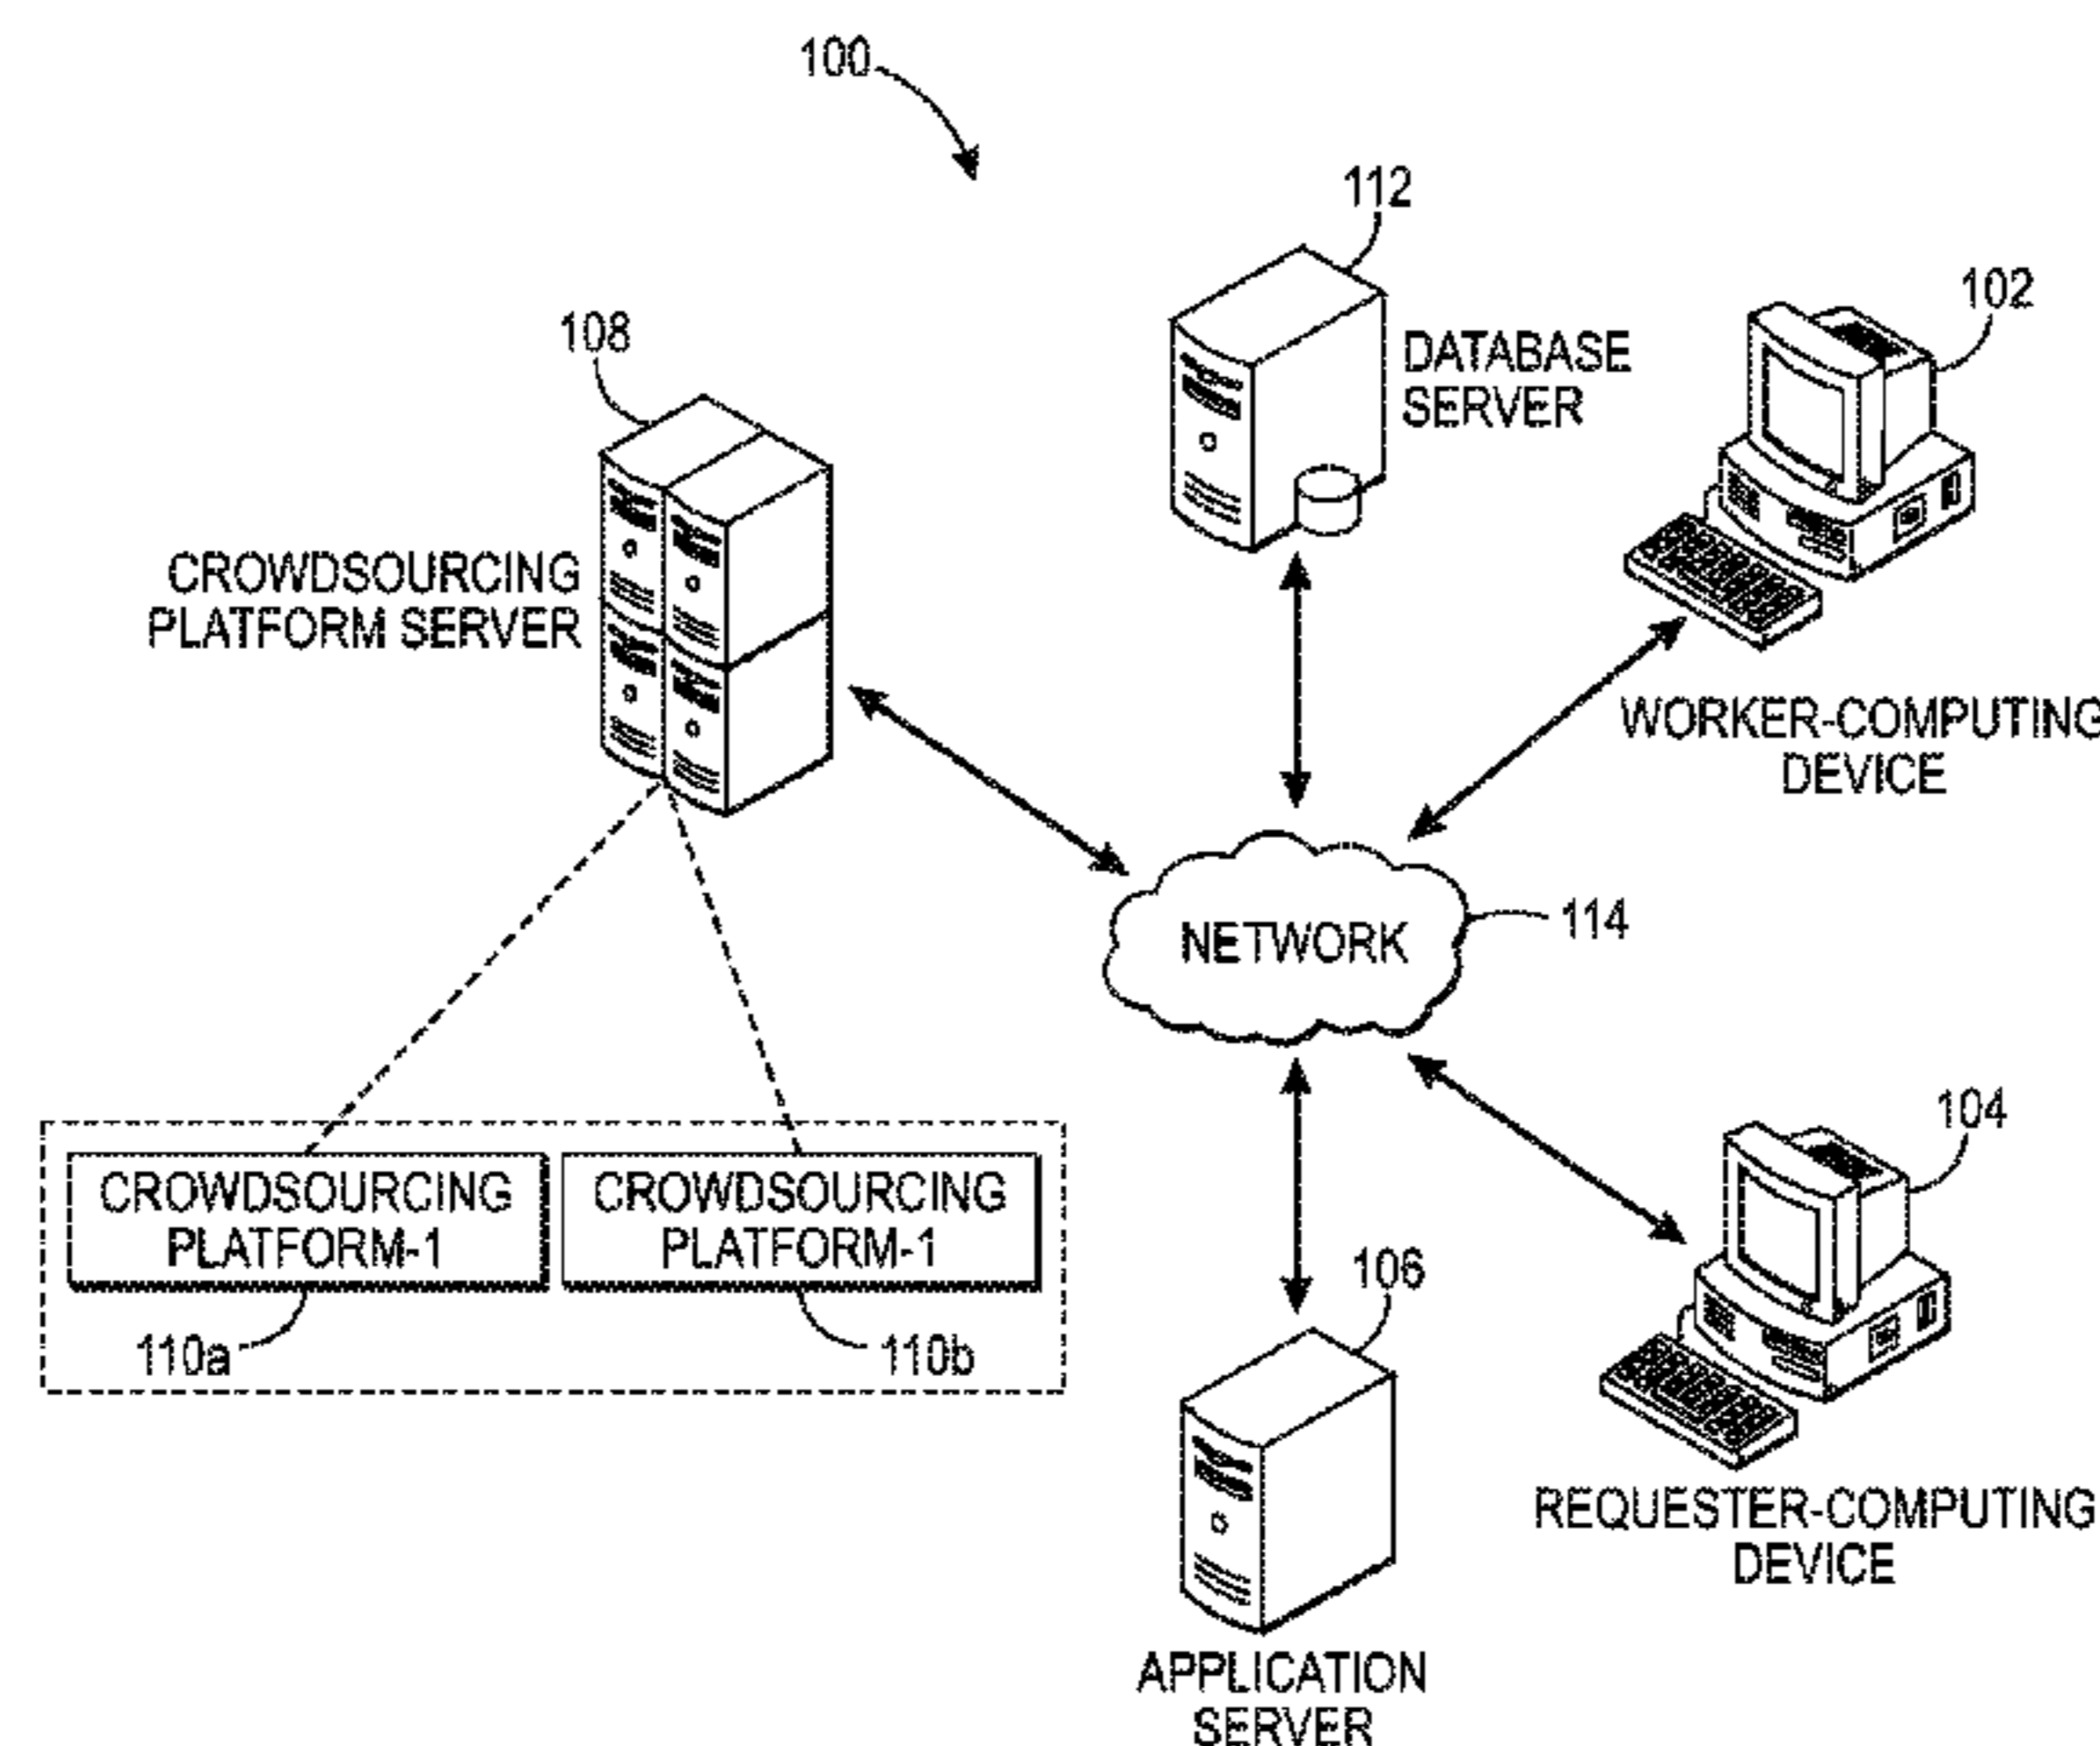 100
112
102
108
DATABASE
SERVER
CROWDSOURCING
PLATFORM SERVER
WORKER-COMPUTING
DEVICE
NETWORK
114
104
CROWDSOURCING
PLATFORM-1
CROWDSOURCING
PLATFORM-1
110a
110b
106
REQUESTER-COMPUTING
DEVICE
APPLICATION
SERVER